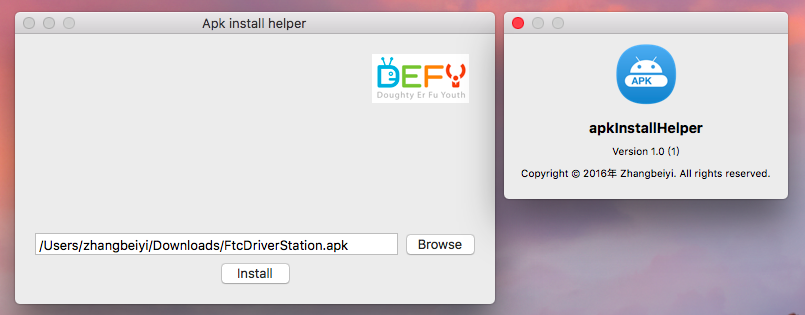 Apk install helper
DEFY
Doughty Er Fu Youth
/Users/zhangbeiyi/Downloads/FtcDriverStation.apk
Browse
Install
APK
apkInstallHelper
Version 1.0 (1)
Copyright © 2016年 Zhangbeiyi. All rights reserved.